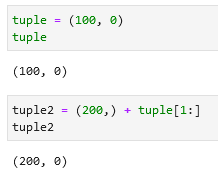 tuple = (100, 0)
tuple
(100, 0)
tuple2 = (200,) + tuple[1:]
tuple2
(200, 0)